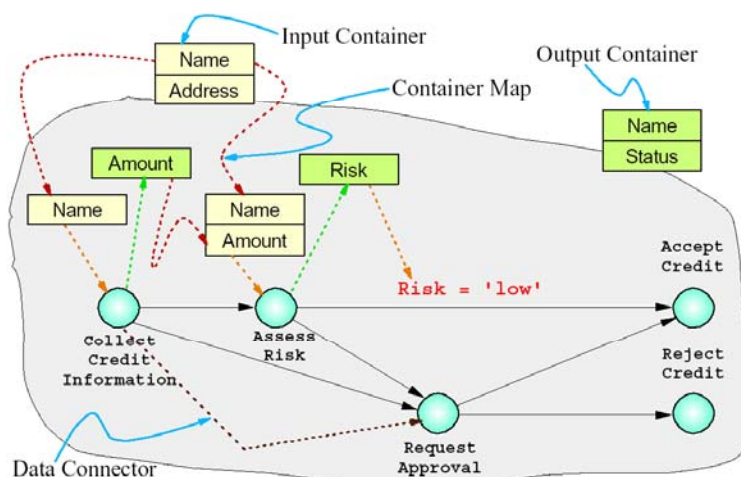 Input Container
Output Container
Name
Address
Container Map
Name
Status
Amount
Risk
Name
Name
Amount
Accept
Credit
Risk = 'low'
Collect
Credit
Information
Assess
Risk
Reject
Credit
Request
Approval
Data Connector